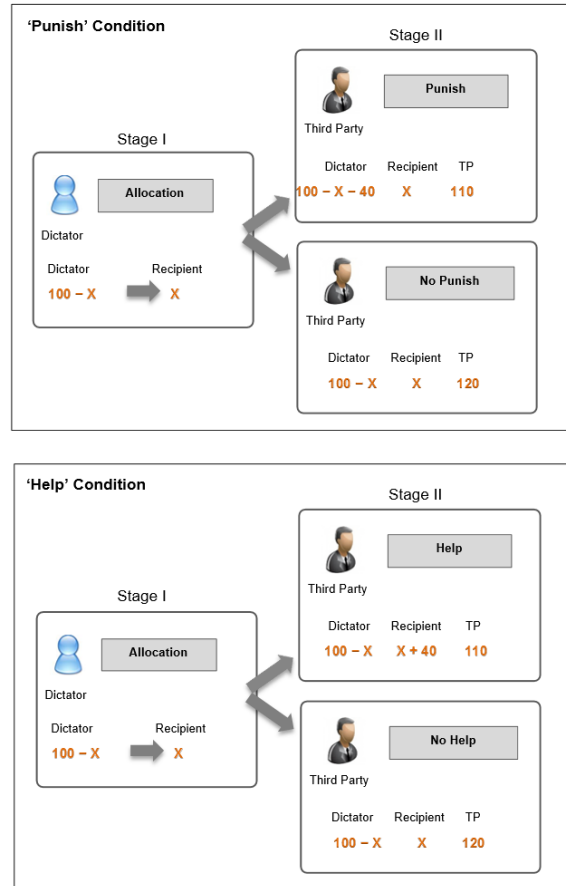 ‘Punish’ Condition
Stage II
Punish
Third Party
Dictator Recipient TP
100 − X − 40 X 110
Stage I
Allocation
Dictator
Dictator Recipient
100 − X X
No Punish
Third Party
Dictator Recipient TP
100 − X X 120
‘Help’ Condition
Stage II
Help
Third Party
Dictator Recipient TP
100 − X X + 40 110
Stage I
Allocation
Dictator
Dictator Recipient
100 − X X
No Help
Third Party
Dictator Recipient TP
100 − X X 120